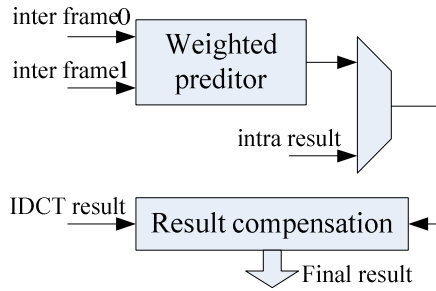 inter frame0
inter frame1
Weighted
preditor
intra result
IDCT result
Result compensation
Final result